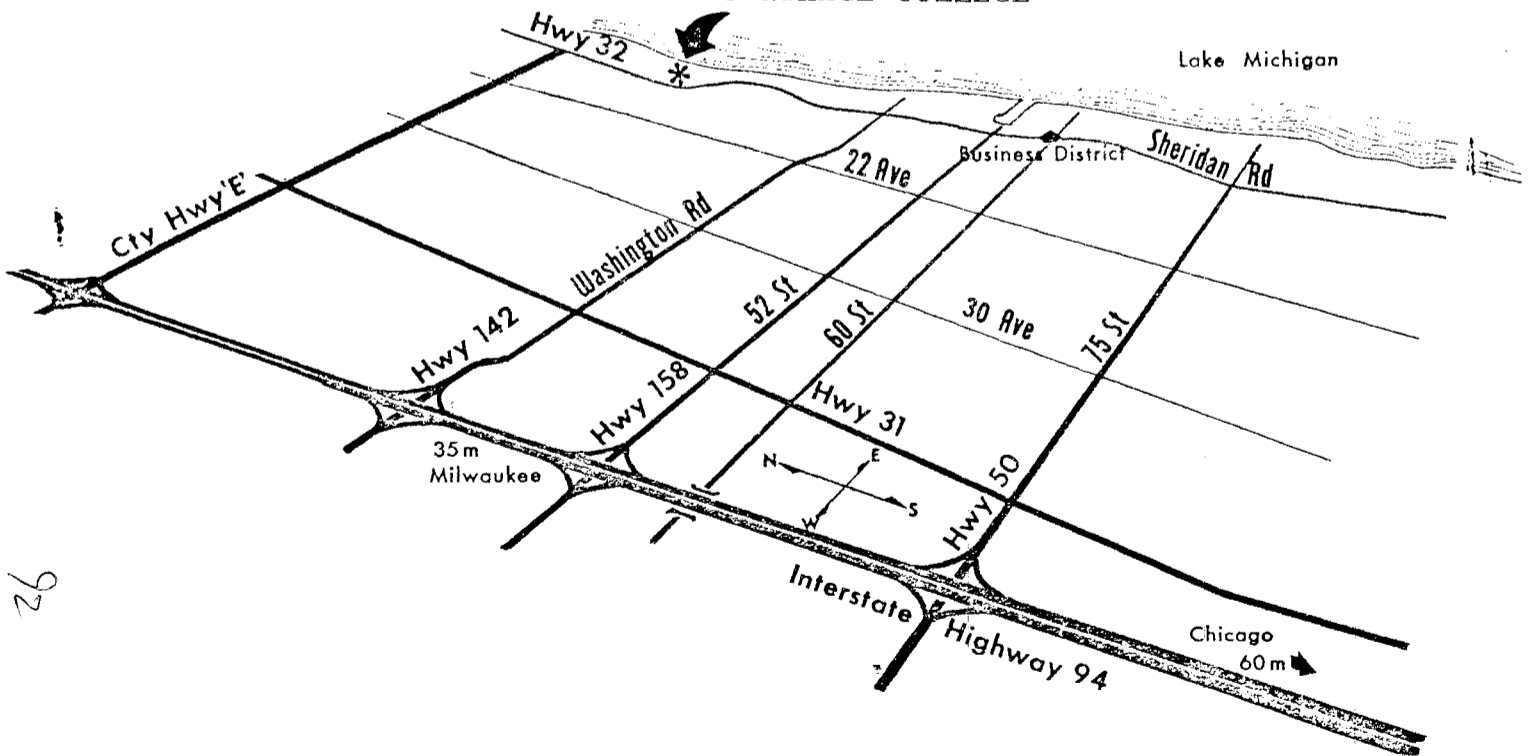 COLLEGE
Hwy 32
*
Lake Michigan
Business District
Sheridan Rd
22 Ave
Cty Hwy 'E'
Washington Rd
52 St
60 St
30 Ave
75 St
Hwy 142
Hwy 158
Hwy 31
35 m
Milwaukee
N
E
S
W
Hwy 50
Interstate Highway 94
Chicago
60 m
26